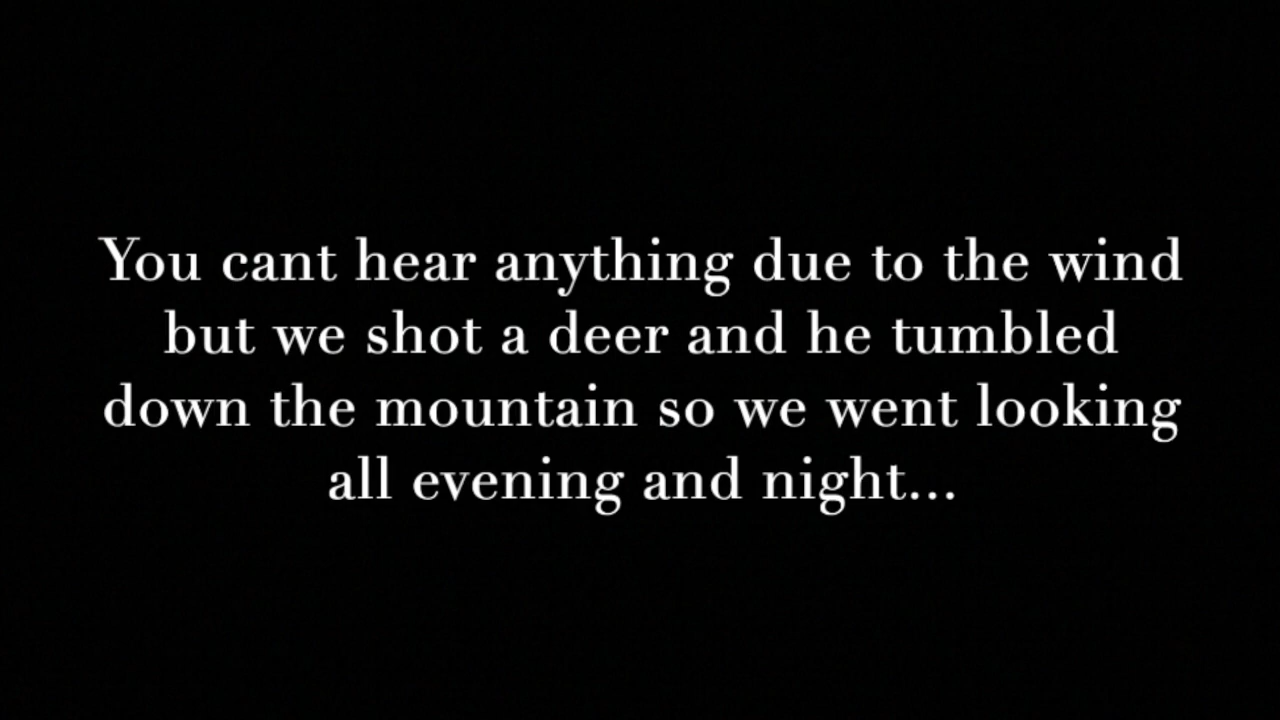 You cant hear anything due to the wind
but we shot a deer and he tumbled
down the mountain so we went looking
all evening and night...